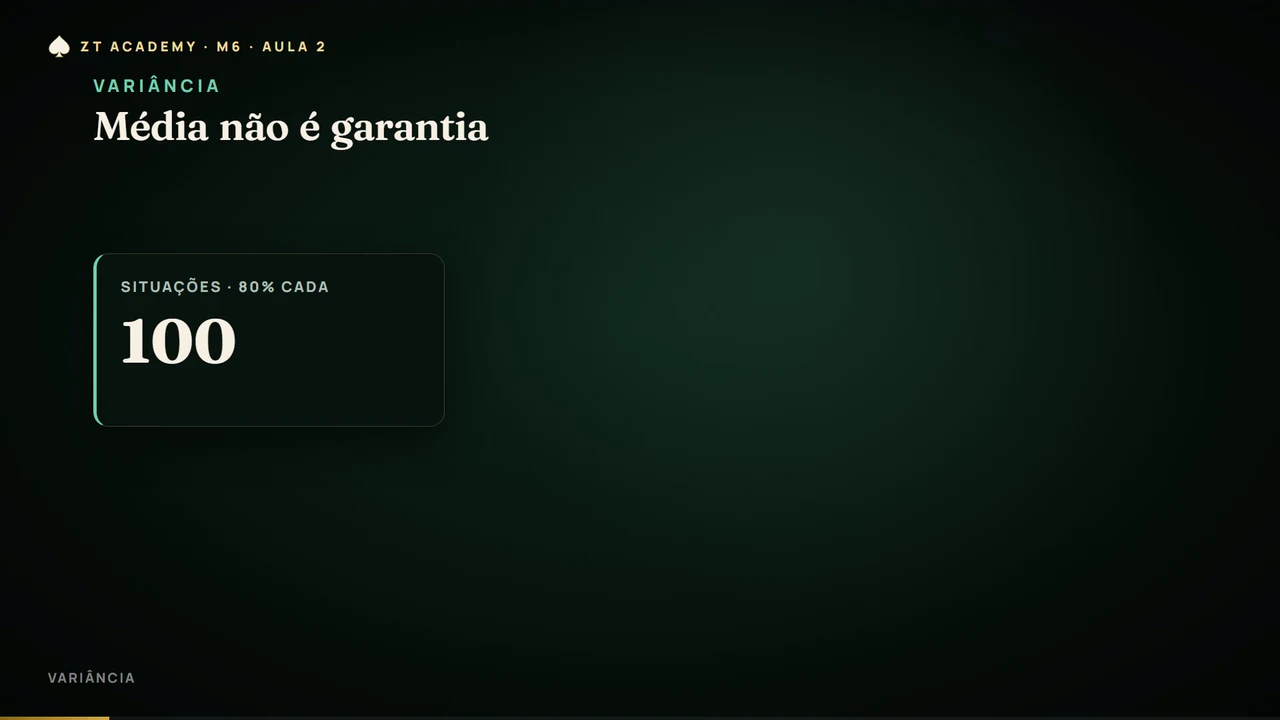 ZT ACADEMY · M6 · AULA 2
VARIÂNCIA
Média não é garantia
SITUAÇÕES · 80% CADA
100
VARIÂNCIA